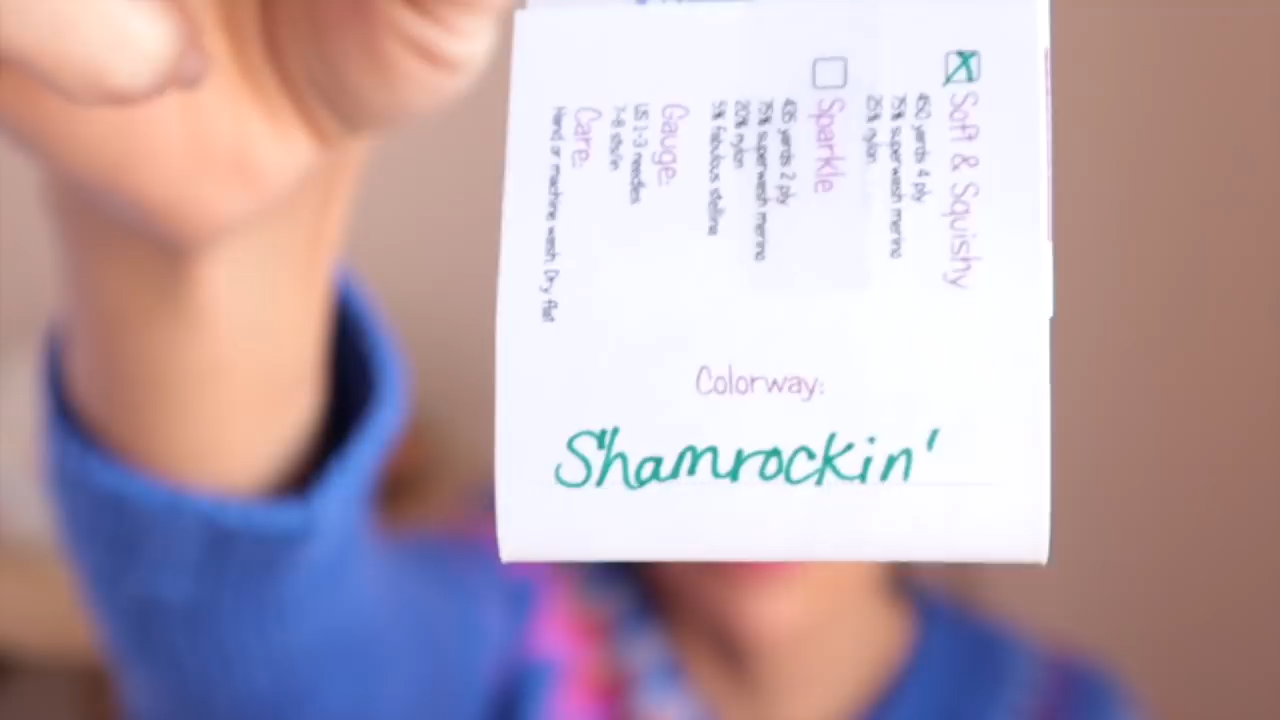 Soft & Squishy
450 yards 4 ply
75% superwash merino
25% nylon
Sparkle
435 yards 2 ply
75% superwash merino
20% nylon
5% fabulous stellina
Gauge:
US 1-3 needles
7-8 sts/in
Care:
Hand or machine wash. Dry flat
Colorway:
Shamrockin'